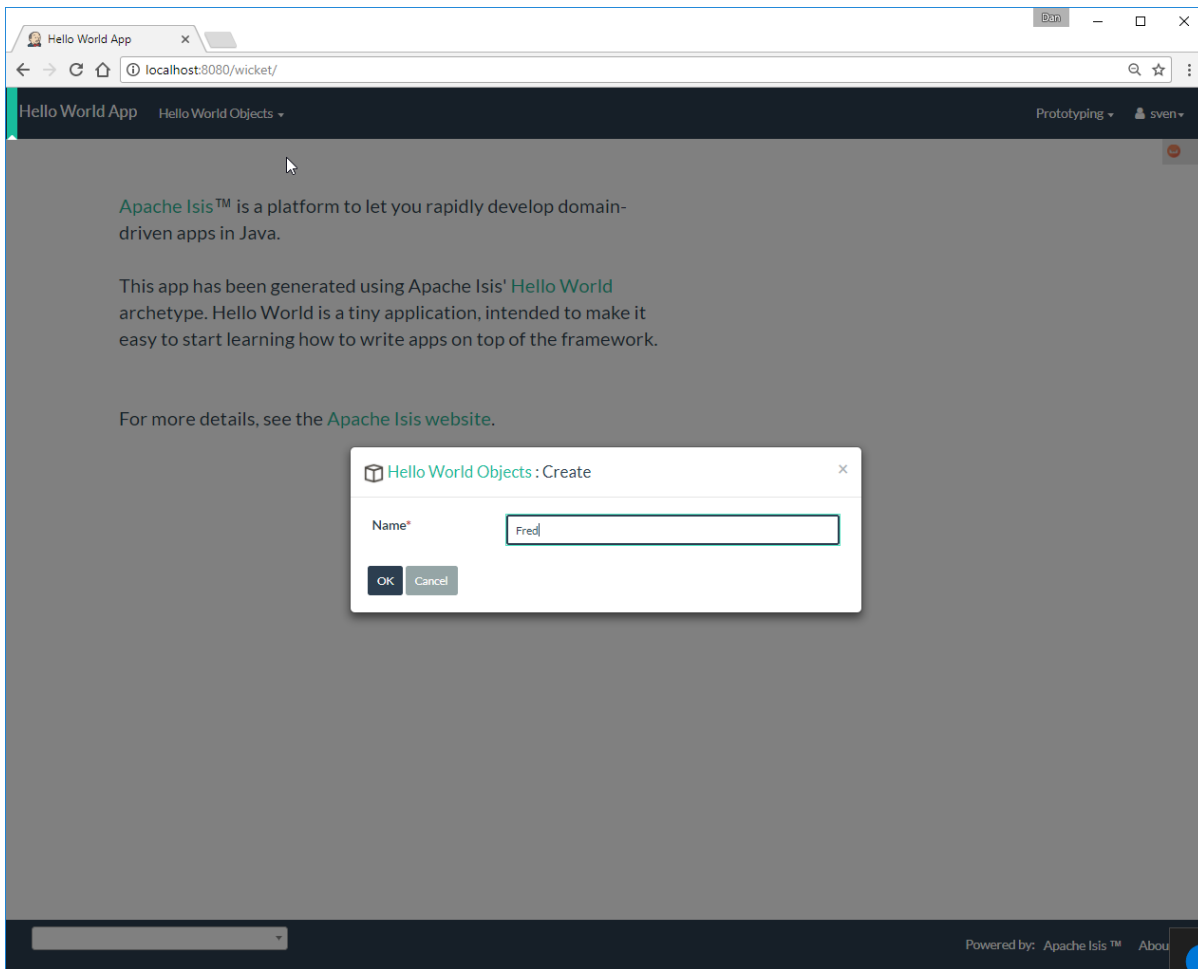 Dan
Hello World App
localhost:8080/wicket/
Hello World App Hello World Objects Prototyping sven
Apache Isis™ is a platform to let you rapidly develop domain-
driven apps in Java.
This app has been generated using Apache Isis' Hello World
archetype. Hello World is a tiny application, intended to make it
easy to start learning how to write apps on top of the framework.
For more details, see the Apache Isis website.
Hello World Objects : Create
Name*
Fred
OK Cancel
Powered by: Apache Isis ™ Abou